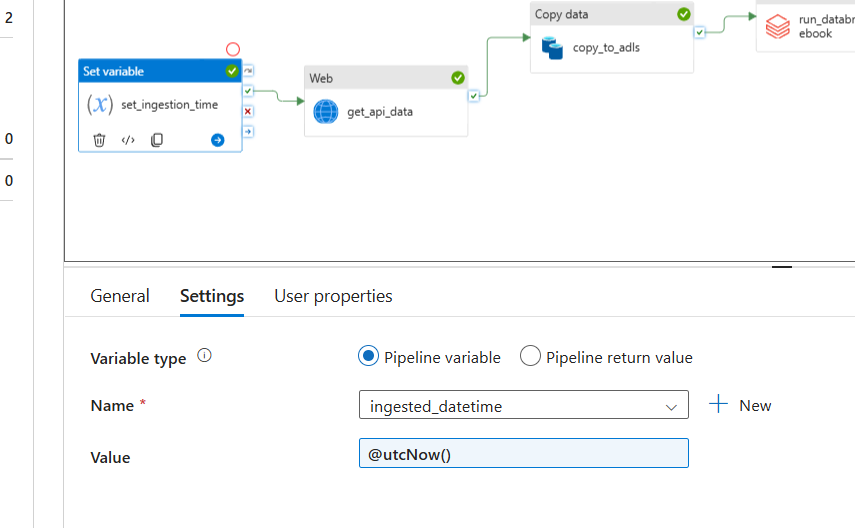 2
0
0
Set variable
(x) set_ingestion_time
</>
Web
get_api_data
Copy data
copy_to_adls
ebook
General Settings User properties
Variable type
Pipeline variable Pipeline return value
Name *
ingested_datetime
New
Value
@utcNow()